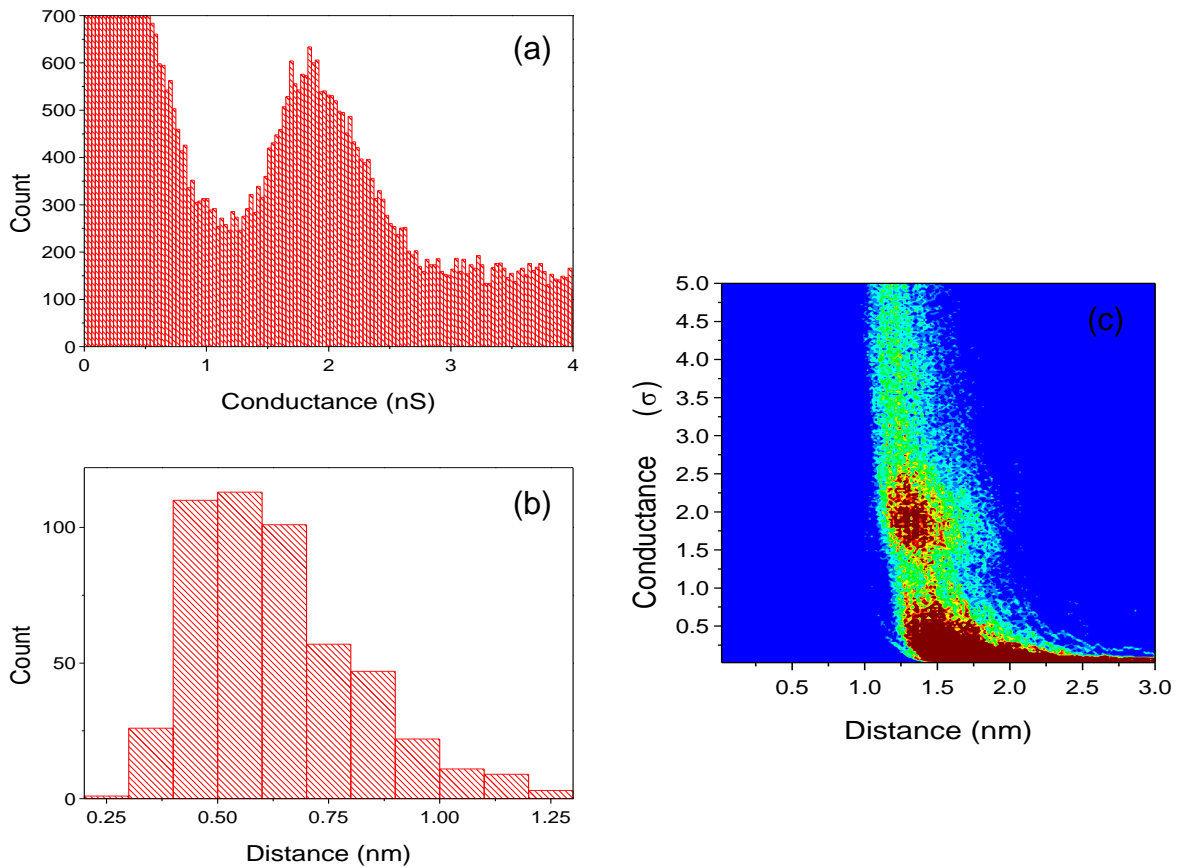 (a)
Count
700
600
500
400
300
200
100
0
0 1 2 3 4
Conductance (nS)
(b)
Count
100
50
0
0.25 0.50 0.75 1.00 1.25
Distance (nm)
(c)
Conductance (σ)
5.0
4.5
4.0
3.5
3.0
2.5
2.0
1.5
1.0
0.5
0.5 1.0 1.5 2.0 2.5 3.0
Distance (nm)